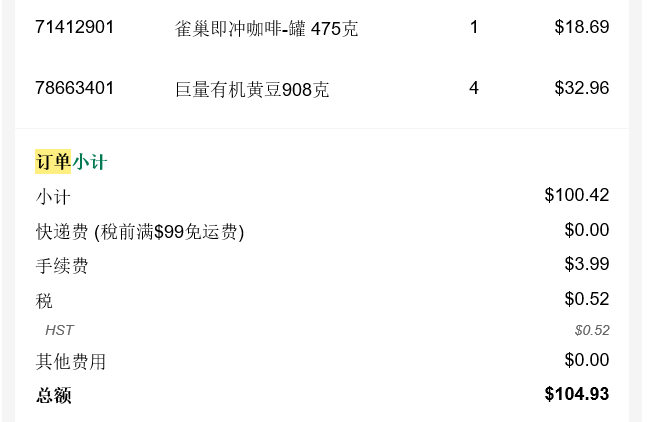 71412901 雀巢即冲咖啡-罐 475克 1 $18.69
78663401 巨量有机黄豆908克 4 $32.96
订单小计
小计 $100.42
快递费 (税前满$99免运费) $0.00
手续费 $3.99
税 $0.52
HST $0.52
其他费用 $0.00
总额 $104.93